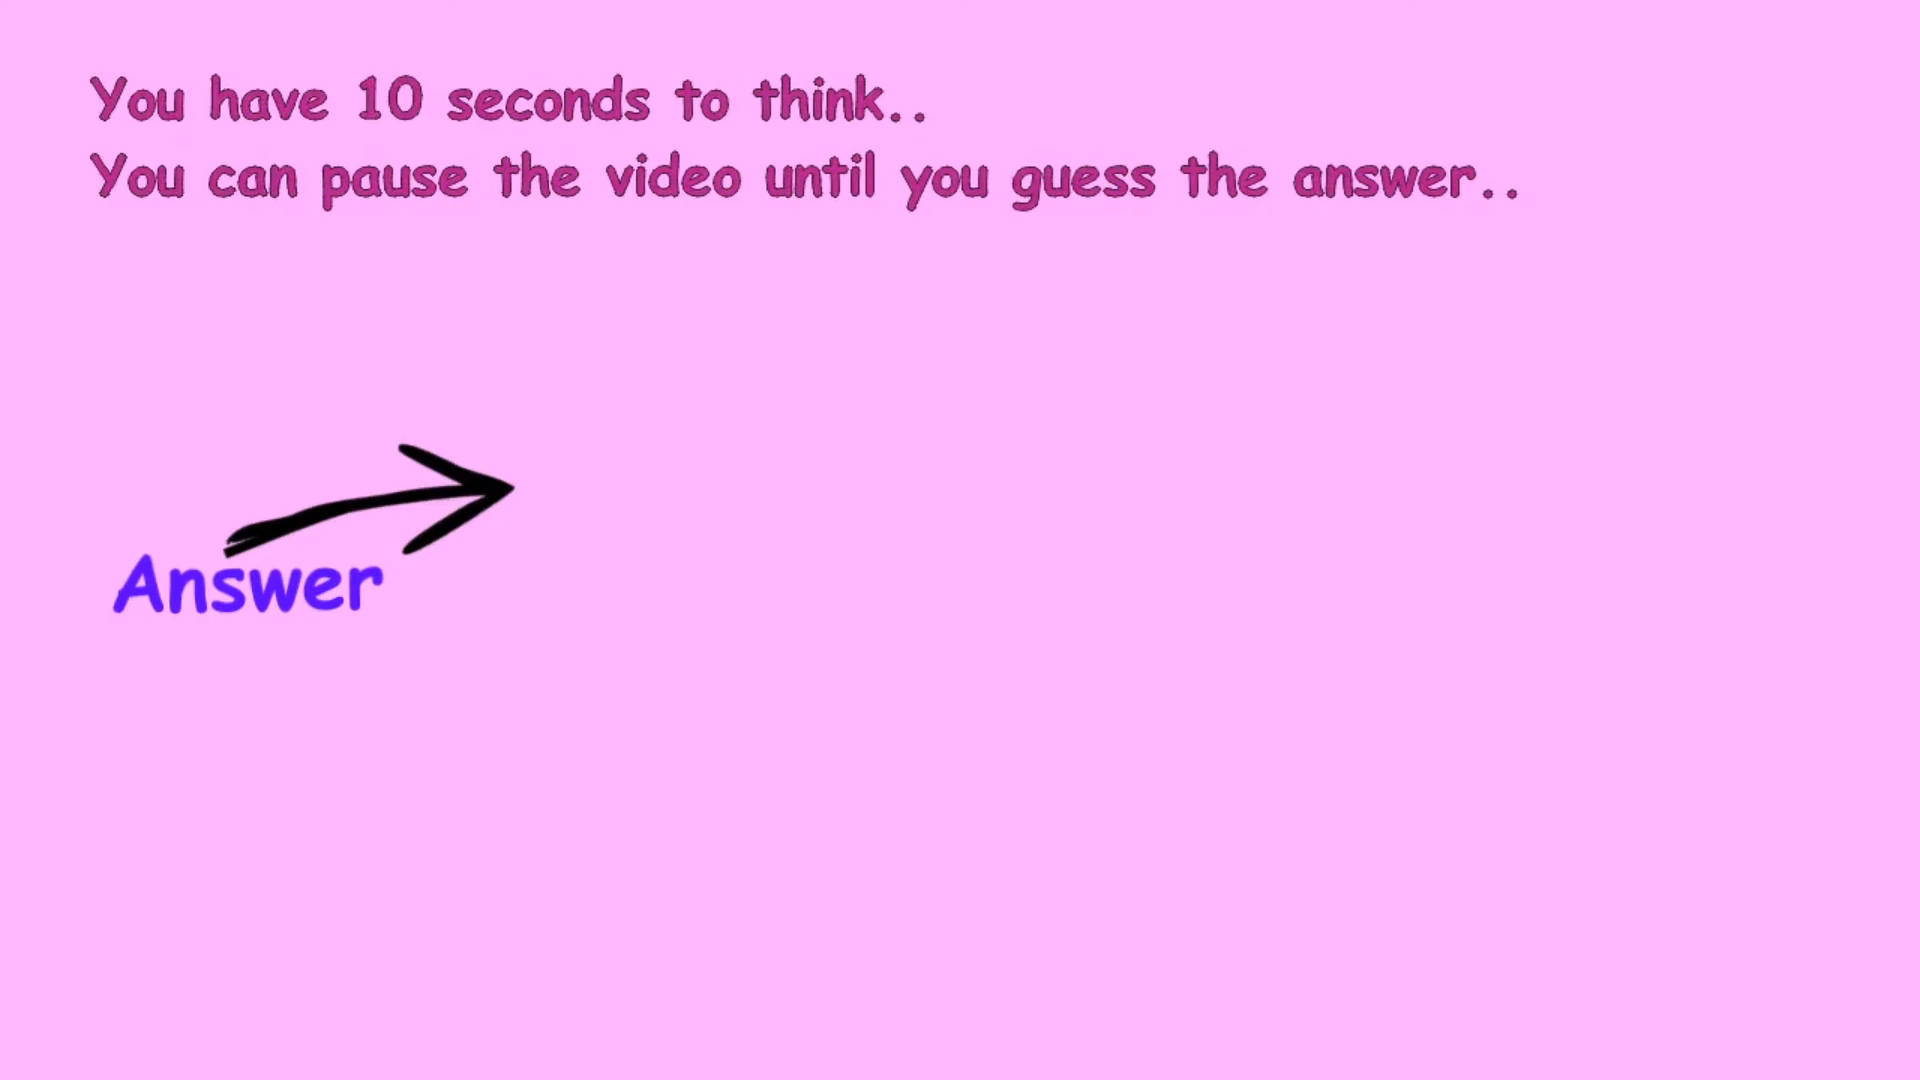 You have 10 seconds to think..
You can pause the video until you guess the answer..
Answer